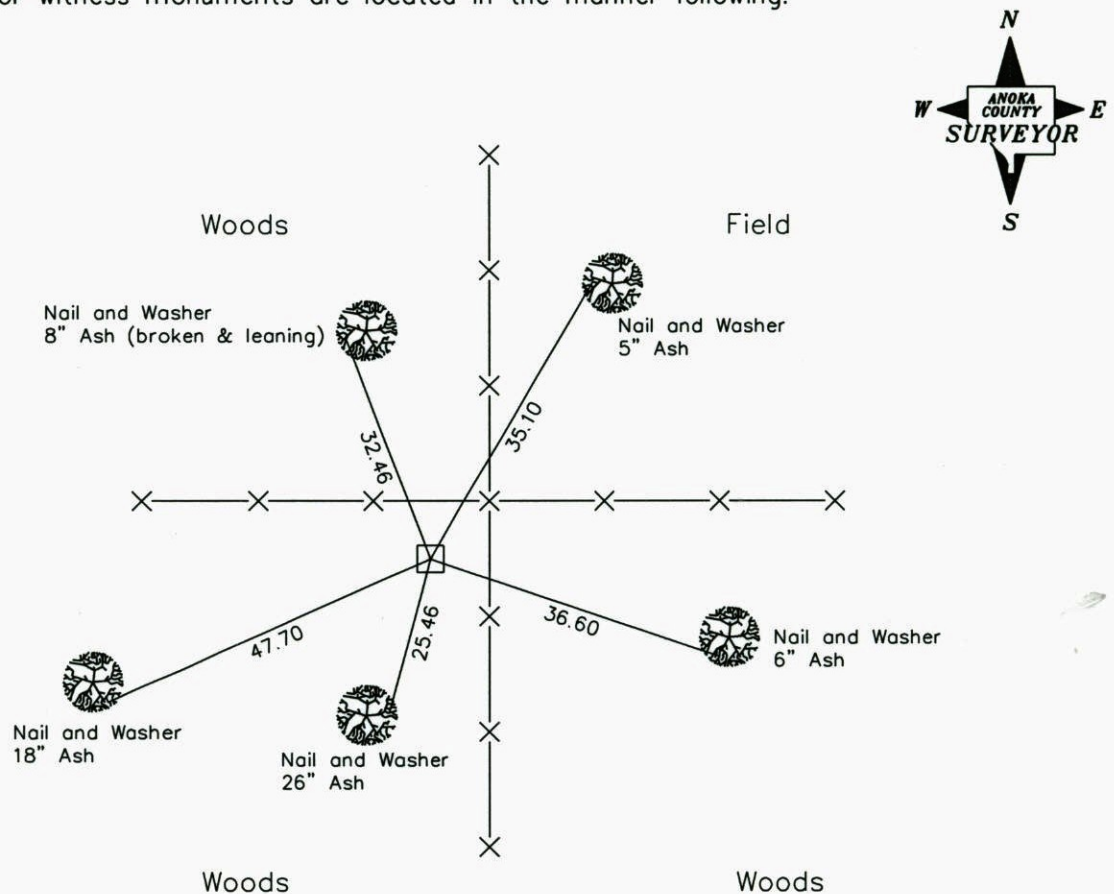 or witness monuments are located in the manner following:
N
W
ANOKA
COUNTY
E
SURVEYOR
S
Woods
Field
Nail and Washer
8" Ash (broken & leaning)
Nail and Washer
5" Ash
32.46
35.10
47.70
25.46
36.60
Nail and Washer
6" Ash
Nail and Washer
18" Ash
Nail and Washer
26" Ash
Woods
Woods